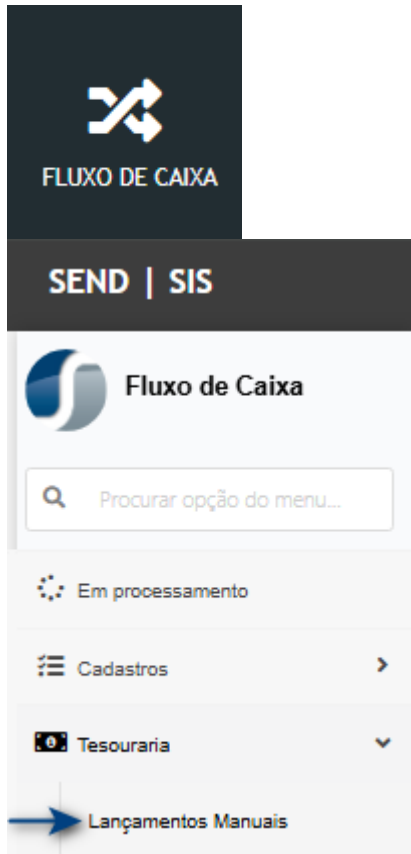 FLUXO DE CAIXA
SEND | SIS
Fluxo de Caixa
Procurar opção do menu...
Em processamento
Cadastros
Tesouraria
Lançamentos Manuais